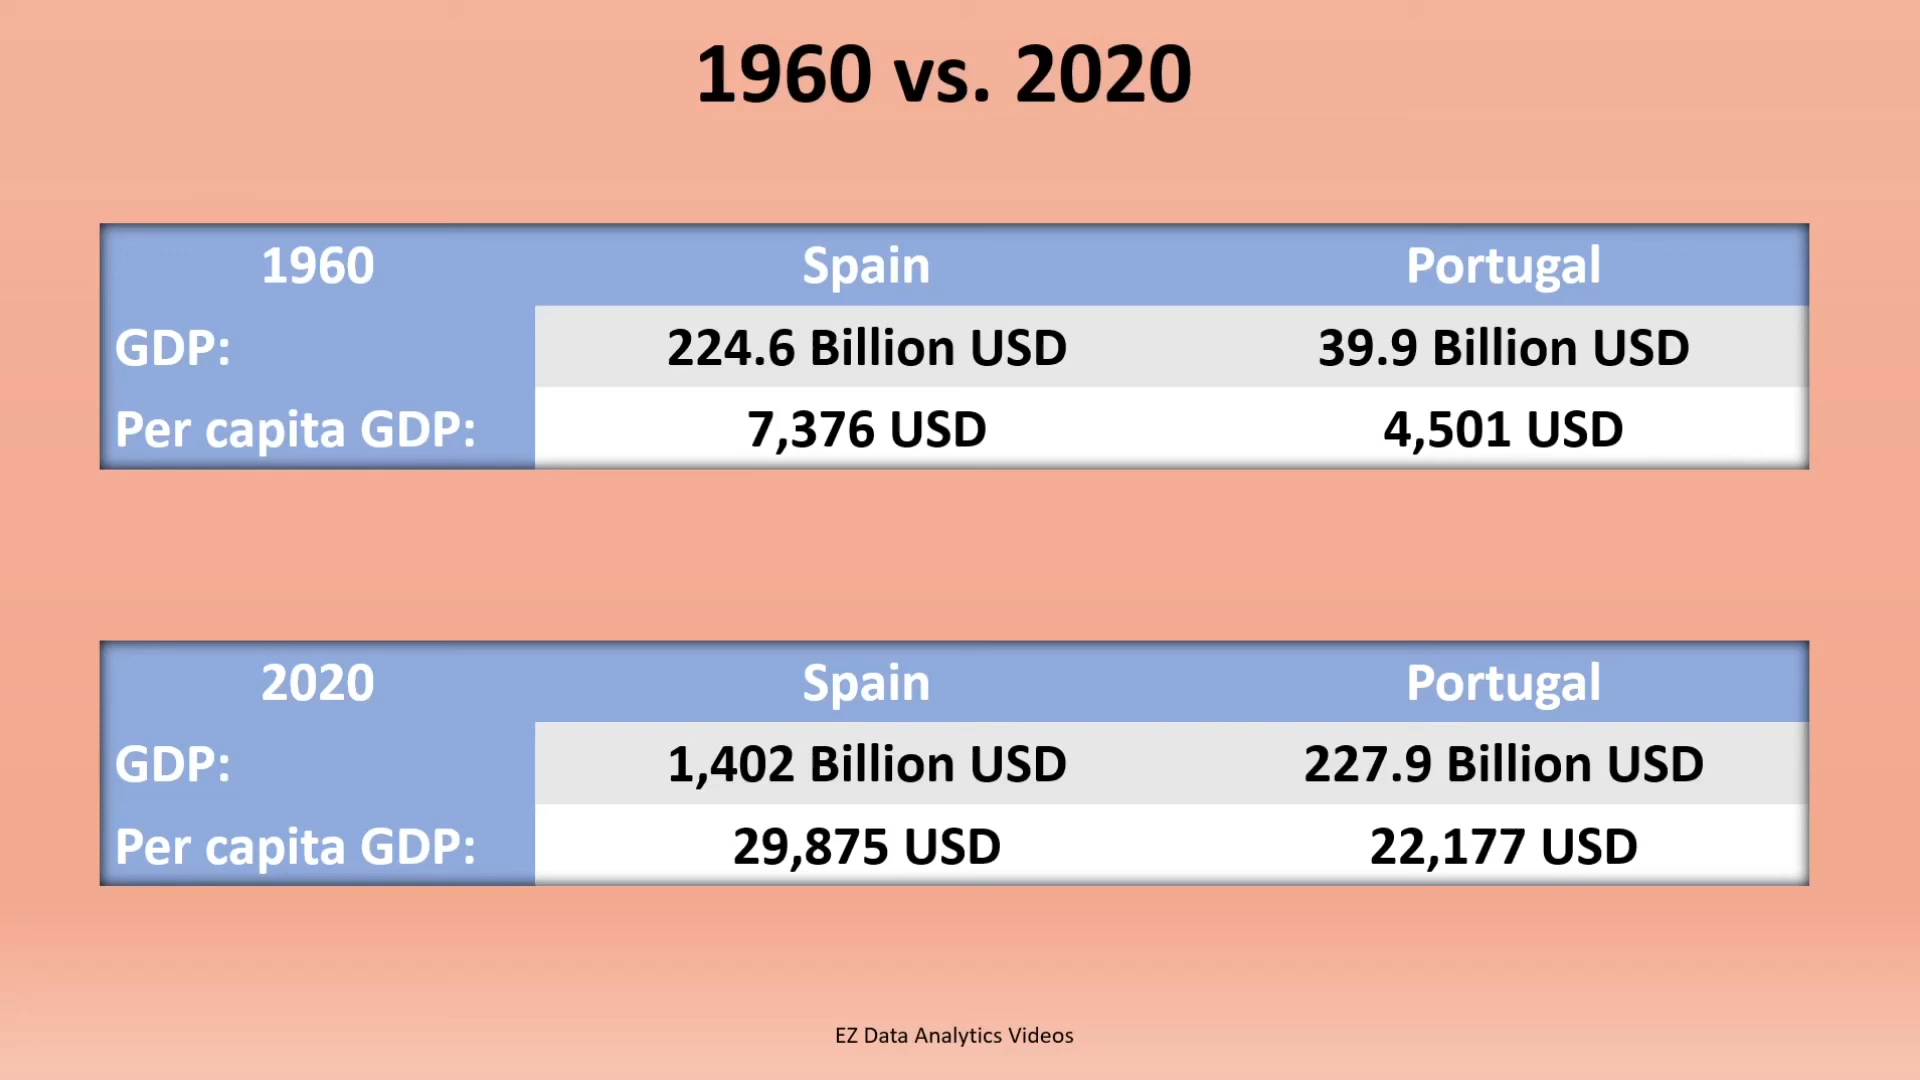 1960 vs. 2020
1960 Spain Portugal
GDP: 224.6 Billion USD 39.9 Billion USD
Per capita GDP: 7,376 USD 4,501 USD
2020 Spain Portugal
GDP: 1,402 Billion USD 227.9 Billion USD
Per capita GDP: 29,875 USD 22,177 USD
EZ Data Analytics Videos